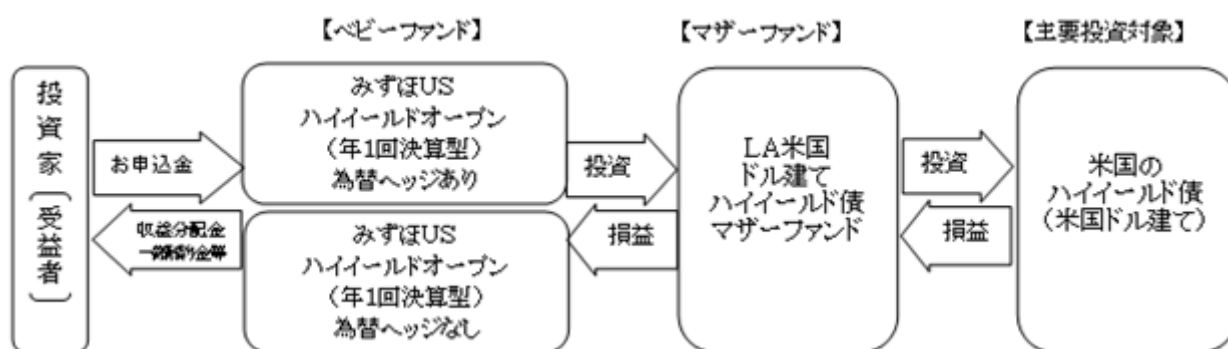 【ベビーファンド】
【マザーファンド】
【主要投資対象】
投資家（受益者）
お申込金
収益分配金
一部解約金等
みずほUS
ハイイールドオープン
（年1回決算型）
為替ヘッジあり
みずほUS
ハイイールドオープン
（年1回決算型）
為替ヘッジなし
投資
損益
LA米国
ドル建て
ハイイールド債
マザーファンド
投資
損益
米国の
ハイイールド債
（米国ドル建て）